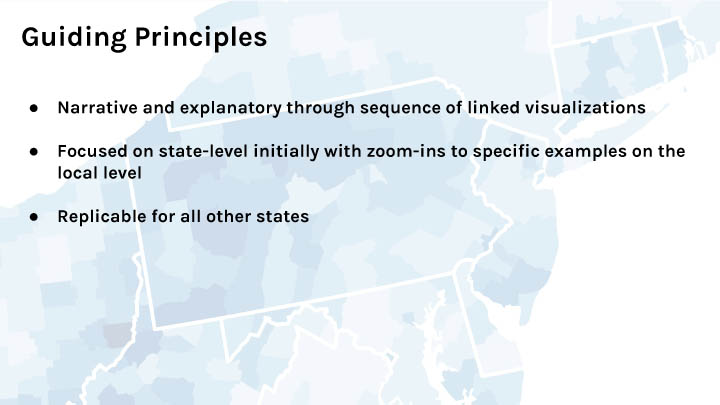 Guiding Principles
● Narrative and explanatory through sequence of linked visualizations
● Focused on state-level initially with zoom-ins to specific examples on the
local level
● Replicable for all other states